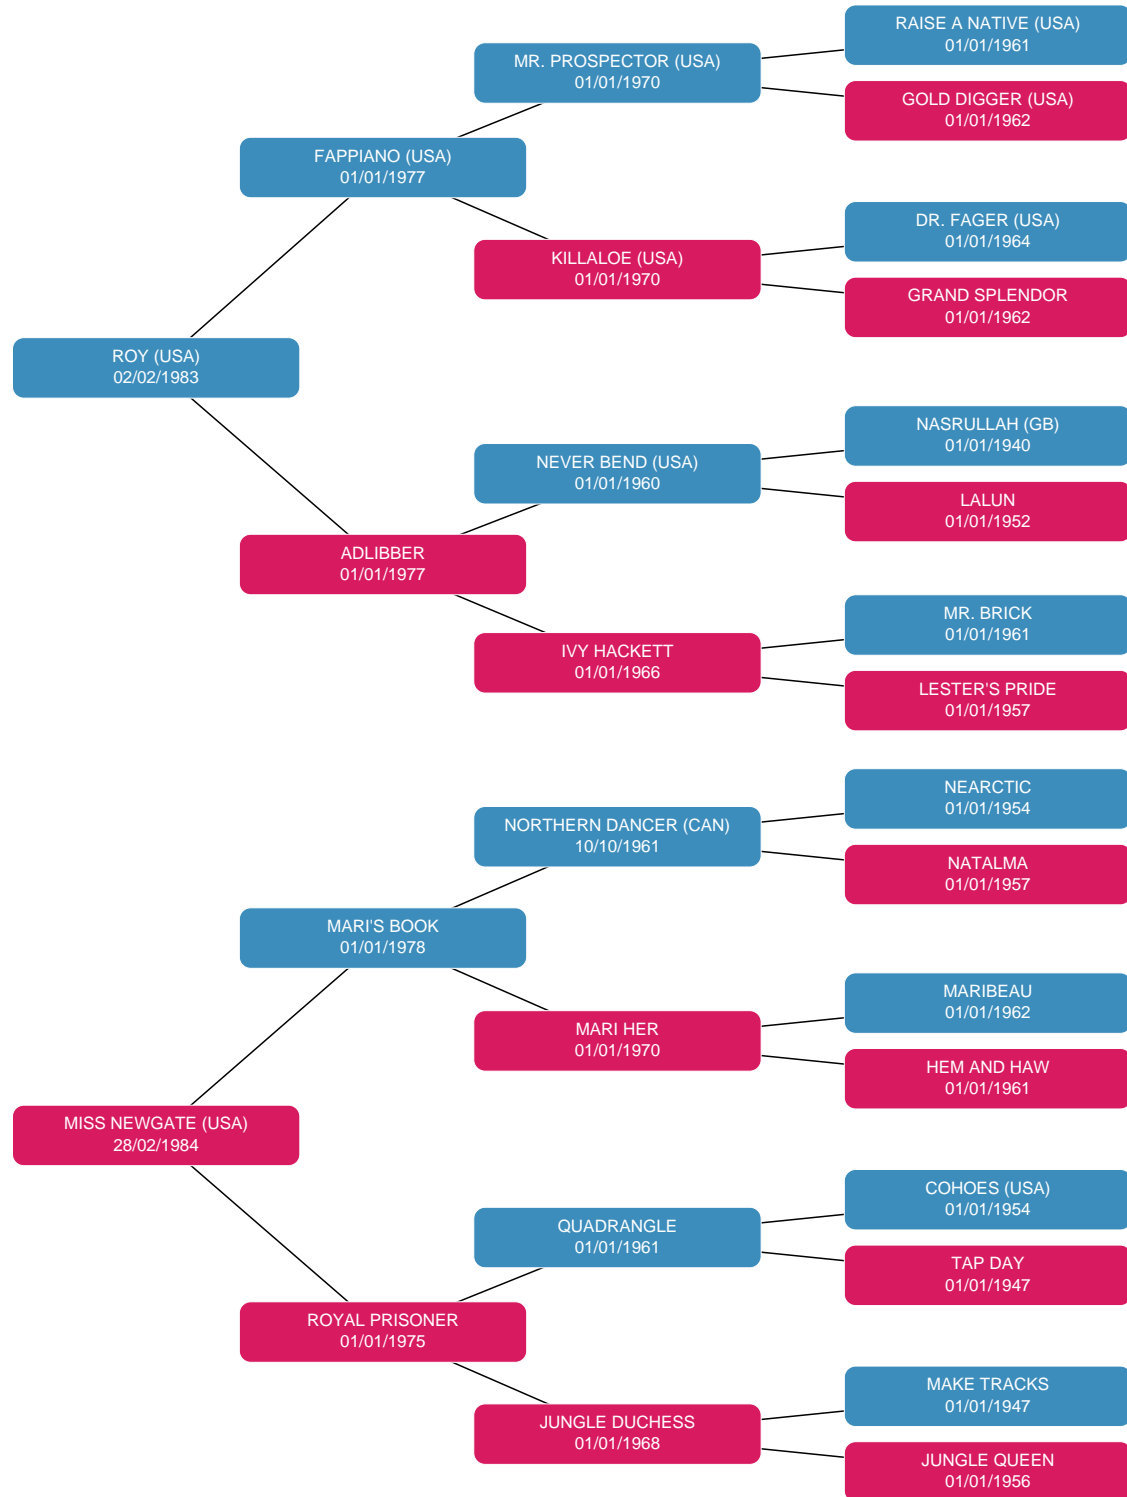 RAISE A NATIVE (USA)
01/01/1961
MR. PROSPECTOR (USA)
01/01/1970
GOLD DIGGER (USA)
01/01/1962
FAPPIANO (USA)
01/01/1977
DR. FAGER (USA)
01/01/1964
KILLALOE (USA)
01/01/1970
GRAND SPLENDOR
01/01/1962
ROY (USA)
02/02/1983
NASRULLAH (GB)
01/01/1940
NEVER BEND (USA)
01/01/1960
LALUN
01/01/1952
ADLIBBER
01/01/1977
MR. BRICK
01/01/1961
IVY HACKETT
01/01/1966
LESTER'S PRIDE
01/01/1957
NEARCTIC
01/01/1954
NORTHERN DANCER (CAN)
10/10/1961
NATALMA
01/01/1957
MARI'S BOOK
01/01/1978
MARIBEAU
01/01/1962
MARI HER
01/01/1970
HEM AND HAW
01/01/1961
MISS NEWGATE (USA)
28/02/1984
COHOES (USA)
01/01/1954
QUADRANGLE
01/01/1961
TAP DAY
01/01/1947
ROYAL PRISONER
01/01/1975
MAKE TRACKS
01/01/1947
JUNGLE DUCHESS
01/01/1968
JUNGLE QUEEN
01/01/1956